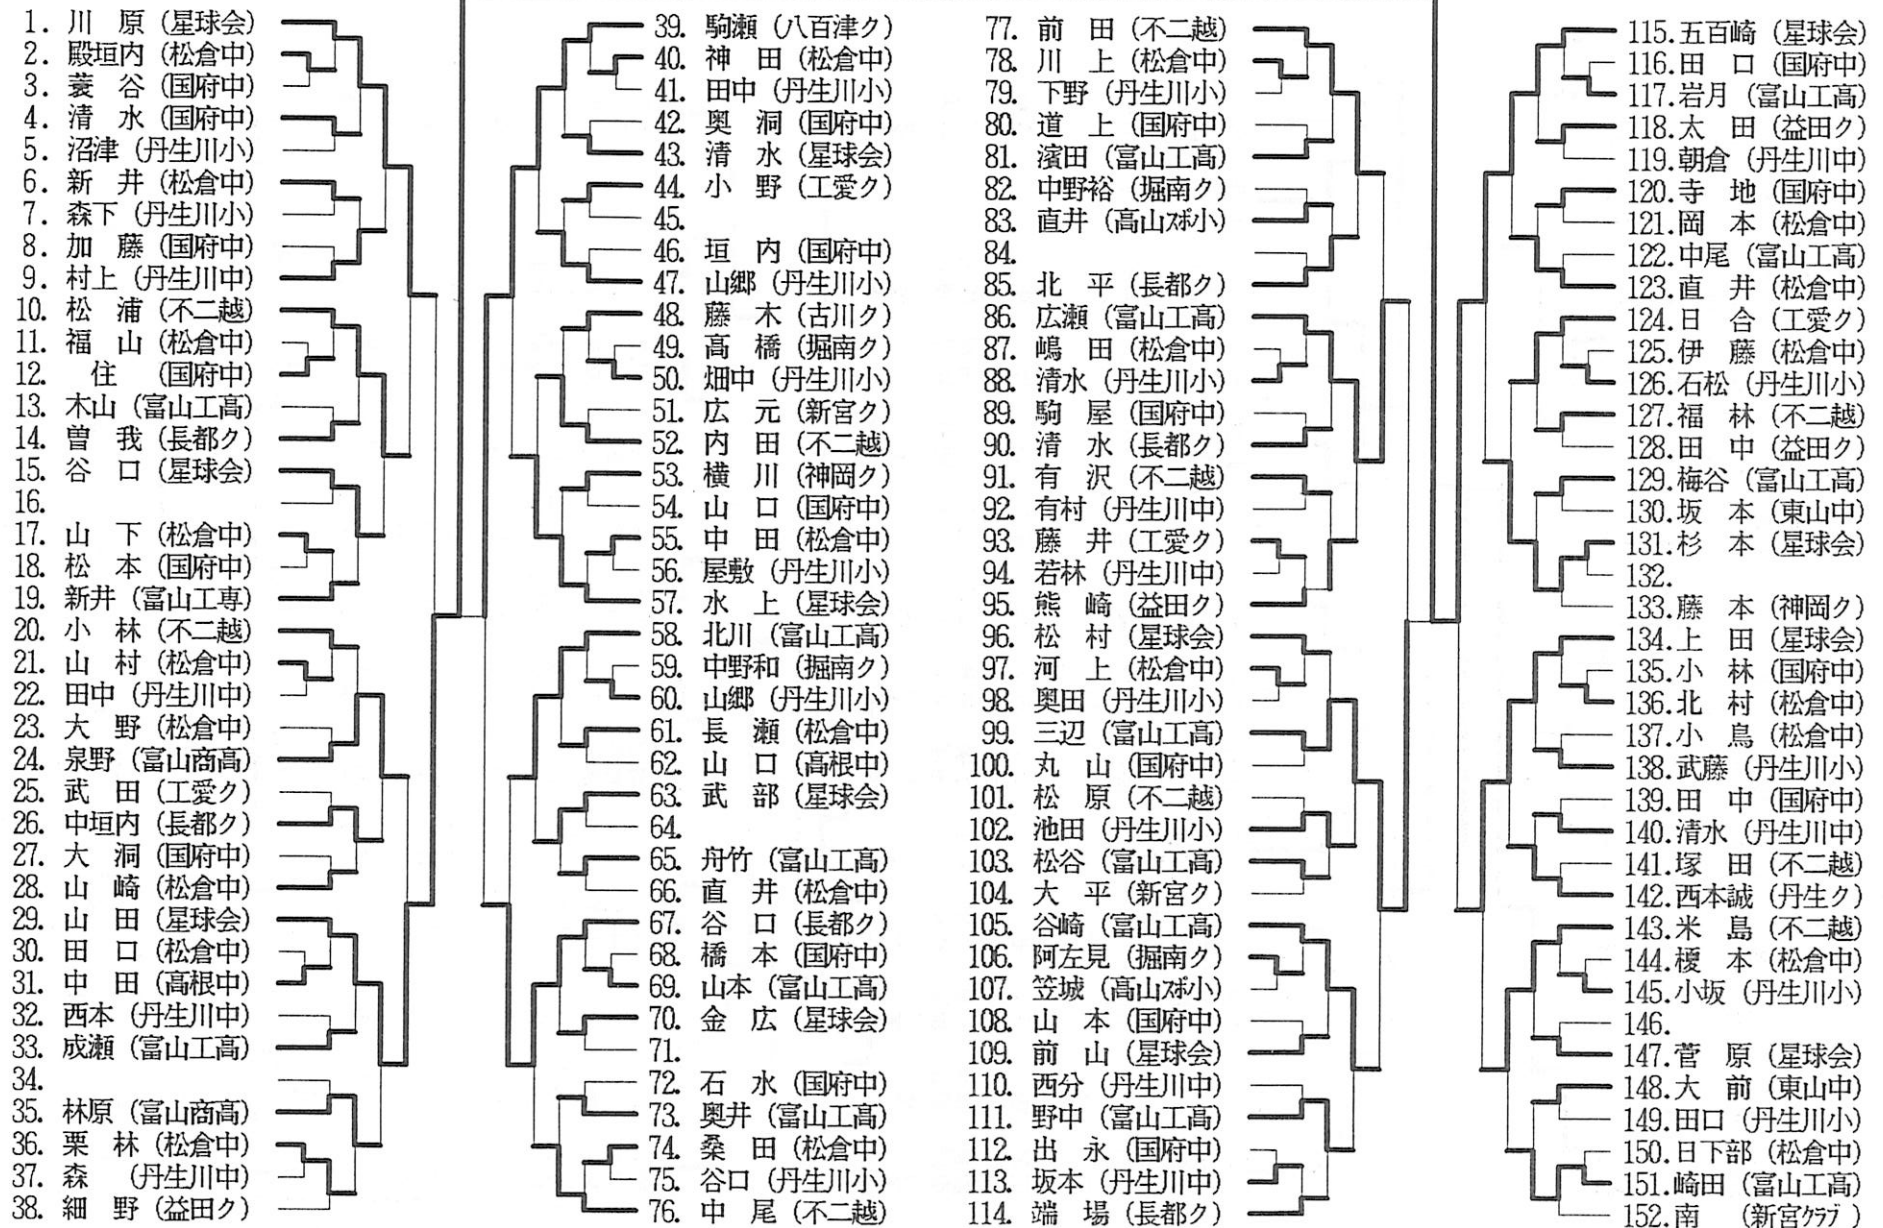 1. 川　原（星球会）
2. 殿垣内（松倉中）
3. 菱　谷（国府中）
4. 清　水（国府中）
5. 沼津（丹生川小）
6. 新　井（松倉中）
7. 森下（丹生川小）
8. 加　藤（国府中）
9. 村上（丹生川中）
10. 松　浦（不二越）
11. 福　山（松倉中）
12. 　住　（国府中）
13. 木山（富山工高）
14. 曽　我（長都ク）
15. 谷　口（星球会）
16.
17. 山　下（松倉中）
18. 松　本（国府中）
19. 新井（富山工専）
20. 小　林（不二越）
21. 山　村（松倉中）
22. 田中（丹生川中）
23. 大　野（松倉中）
24. 泉野（富山商高）
25. 武　田（工愛ク）
26. 中垣内（長都ク）
27. 大　洞（国府中）
28. 山　崎（松倉中）
29. 山　田（星球会）
30. 田　口（松倉中）
31. 中　田（高根中）
32. 西本（丹生川中）
33. 成瀬（富山工高）
34.
35. 林原（富山商高）
36. 栗　林（松倉中）
37. 森　（丹生川中）
38. 細　野（益田ク）
39. 駒瀬（八百津ク）
40. 神　田（松倉中）
41. 田中（丹生川小）
42. 奥　洞（国府中）
43. 清　水（星球会）
44. 小　野（工愛ク）
45.
46. 垣　内（国府中）
47. 山郷（丹生川小）
48. 藤　木（古川ク）
49. 高　橋（堀南ク）
50. 畑中（丹生川小）
51. 広　元（新宮ク）
52. 内　田（不二越）
53. 横　川（神岡ク）
54. 山　口（国府中）
55. 中　田（松倉中）
56. 屋敷（丹生川小）
57. 水　上（星球会）
58. 北川（富山工高）
59. 中野和（掘南ク）
60. 山郷（丹生川小）
61. 長　瀬（松倉中）
62. 山　口（高根中）
63. 武　部（星球会）
64.
65. 舟竹（富山工高）
66. 直　井（松倉中）
67. 谷　口（長都ク）
68. 橋　本（国府中）
69. 山本（富山工高）
70. 金　広（星球会）
71.
72. 石　水（国府中）
73. 奥井（富山工高）
74. 桑　田（松倉中）
75. 谷口（丹生川小）
76. 中　尾（不二越）
77. 前　田（不二越）
78. 川　上（松倉中）
79. 下野（丹生川小）
80. 道　上（国府中）
81. 濱田（富山工高）
82. 中野裕（堀南ク）
83. 直井（高山ｽﾎﾟ小）
84.
85. 北　平（長都ク）
86. 広瀬（富山工高）
87. 嶋　田（松倉中）
88. 清水（丹生川小）
89. 駒　屋（国府中）
90. 清　水（長都ク）
91. 有　沢（不二越）
92. 有村（丹生川中）
93. 藤　井（工愛ク）
94. 若林（丹生川中）
95. 熊　崎（益田ク）
96. 松　村（星球会）
97. 河　上（松倉中）
98. 奥田（丹生川小）
99. 三辺（富山工高）
100. 丸　山（国府中）
101. 松　原（不二越）
102. 池田（丹生川小）
103. 松谷（富山工高）
104. 大　平（新宮ク）
105. 谷崎（富山工高）
106. 阿左見（掘南ク）
107. 笠城（高山ｽﾎﾟ小）
108. 山　本（国府中）
109. 前　山（星球会）
110. 西分（丹生川中）
111. 野中（富山工高）
112. 出　永（国府中）
113. 坂本（丹生川中）
114. 端　場（長都ク）
115. 五百崎（星球会）
116. 田　口（国府中）
117. 岩月（富山工高）
118. 太　田（益田ク）
119. 朝倉（丹生川中）
120. 寺　地（国府中）
121. 岡　本（松倉中）
122. 中尾（富山工高）
123. 直　井（松倉中）
124. 日　合（工愛ク）
125. 伊　藤（松倉中）
126. 石松（丹生川小）
127. 福　林（不二越）
128. 田　中（益田ク）
129. 梅谷（富山工高）
130. 坂　本（東山中）
131. 杉　本（星球会）
132.
133. 藤　本（神岡ク）
134. 上　田（星球会）
135. 小　林（国府中）
136. 北　村（松倉中）
137. 小　鳥（松倉中）
138. 武藤（丹生川小）
139. 田　中（国府中）
140. 清水（丹生川中）
141. 塚　田（不二越）
142. 西本誠（丹生ク）
143. 米　島（不二越）
144. 榎　本（松倉中）
145. 小坂（丹生川小）
146.
147. 菅　原（星球会）
148. 大　前（東山中）
149. 田口（丹生川小）
150. 日下部（松倉中）
151. 崎田（富山工高）
152. 南　（新宮ｸﾗﾌﾞ）